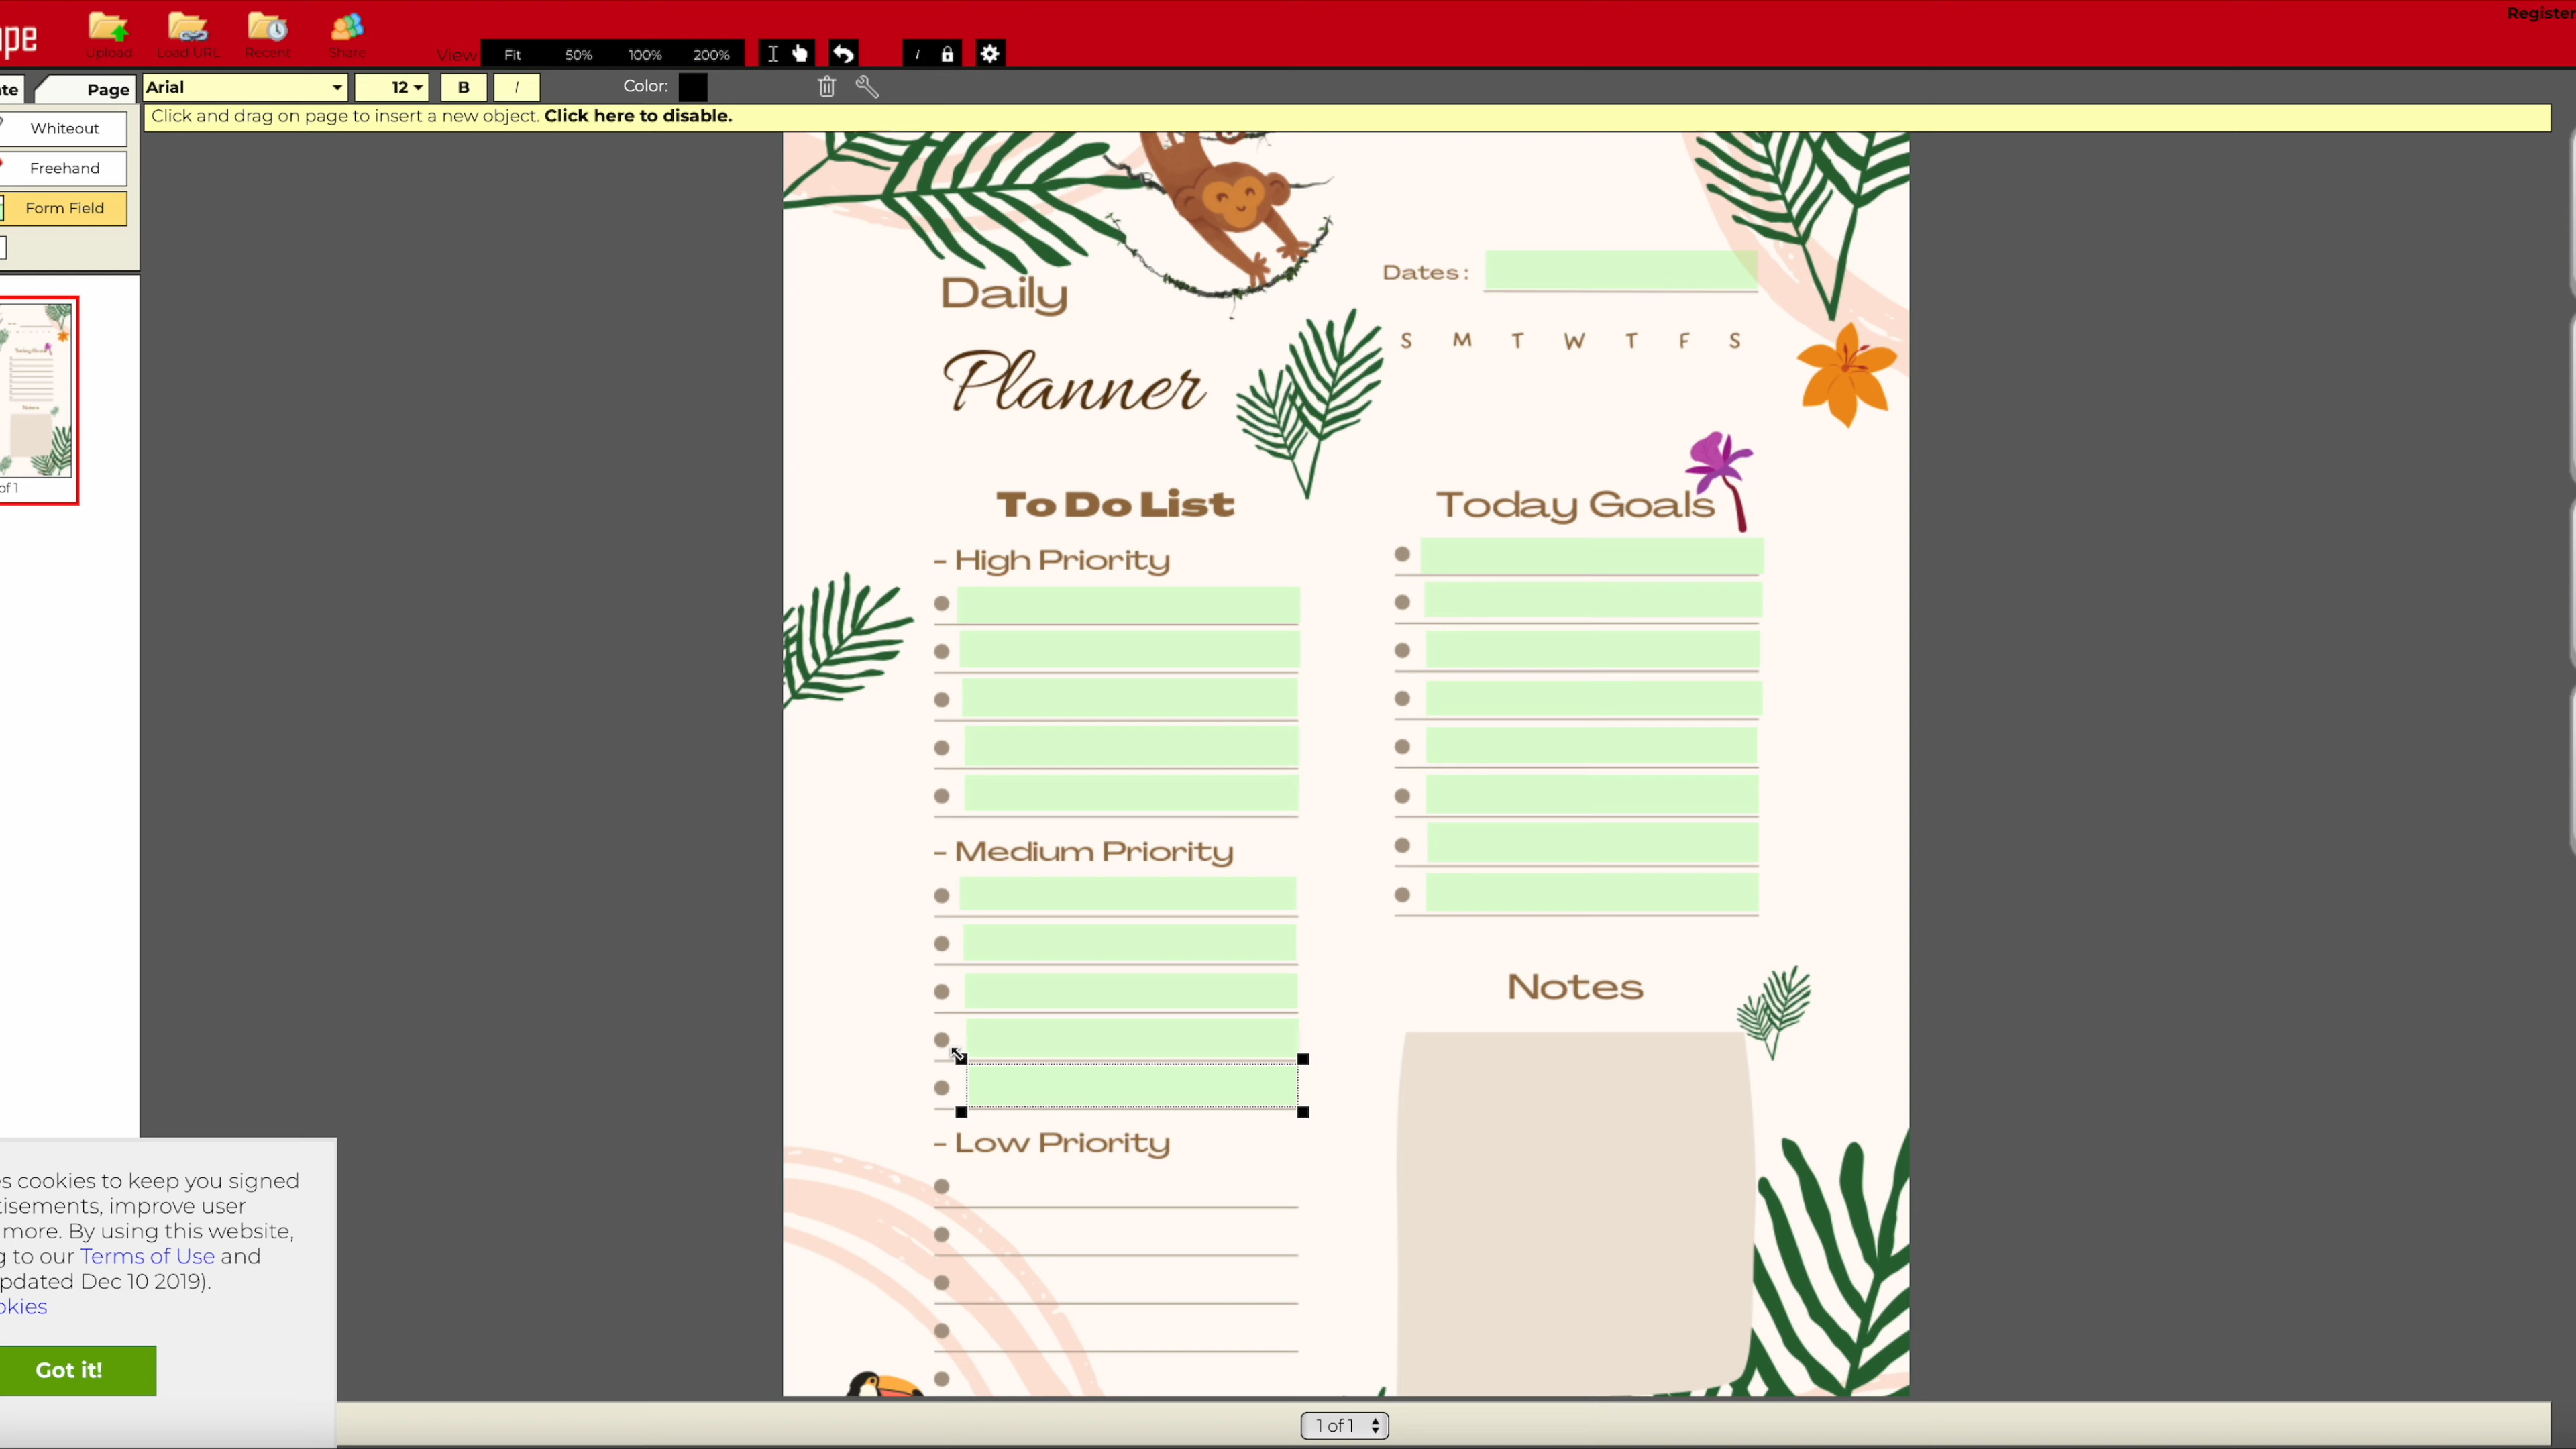 Register
Upload
Load URL
Recent
Share
View
Fit
50%
100%
200%
Page
Arial
12
B
I
Color:
Click and drag on page to insert a new object. Click here to disable.
Whiteout
Freehand
Form Field
of 1
Daily
Planner
Dates:
S M T W T F S
To Do List
- High Priority
- Medium Priority
- Low Priority
Today Goals
Notes
cookies to keep you signed
improve user
more. By using this website,
to our Terms of Use and
Dec 10 2019).
Got it!
1 of 1